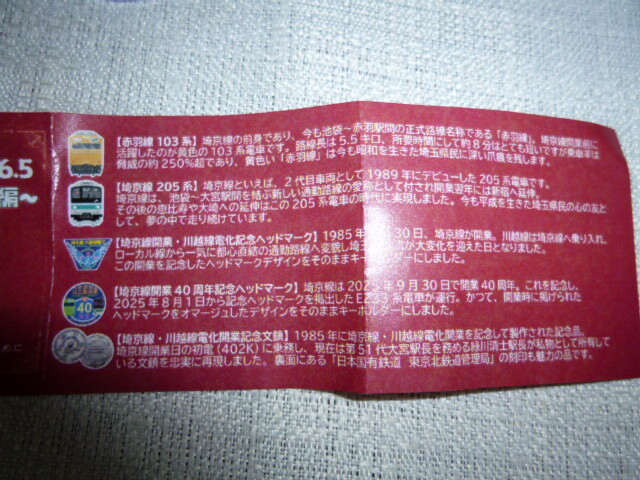 6.5
編~
めに
【赤羽線 103 系】埼京線の前身であり、今も池袋~赤羽駅間の正式路線名称である「赤羽線」。埼京線開業前に
活躍したのか黄色の 103 系電車です。路線長は 5.5 キロ、所要時間にして約 8 分はとても短いですが乗車率は
脅威の約 250%超であり、黄色い「赤羽線」は今も昭和を生きた埼玉県民に深い爪痕を残します。
【埼京線 205 系】埼京線といえば、2 代目車両として 1989 年にデビューした 205 系電車です。
埼京線は、池袋~大宮駅間を結ぶ新しい通勤路線の愛称として付され開業翌年には新宿へ延伸、
その後の恵比寿や大崎への延伸はこの 205 系電車の時代に実現しました。今も平成を生きた埼玉県民の心の友と
して、夢の中で走り続けています。
【埼京線開業・川越線電化記念ヘッドマーク】1985 年 30 日、埼京線が開業。川越線は埼京線へ乗り入れ、
ローカル線から一気に都心直結の通勤路線へ変貌し埼 流が大変化を迎えた日となりました。
この開業を記念したヘッドマークデザインをそのままキーホルダーにしました。
【埼京線開業 40 周年記念ヘッドマーク】埼京線は 2025 年 9 月 30 日で開業 40 周年。これを記念し、
2025 年 8 月 1 日から記念ヘッドマークを掲出した E233 系電車が運行。かつて、開業時に掲げられた
ヘッドマークをオマージュしたデザインをそのままキーホルダーにしました。
40
【埼京線・川越線電化開業記念文鎮】1985 年に埼京線・川越線電化開業を記念して製作された記念品。
埼京線開業日の初電 (402K) に乗務し、現在は第 51 代大宮駅長を務める緑川清士駅長が私物として所有して
いる文鎮を忠実に再現しました。裏面にある「日本国有鉄道 東京北鉄道管理局」の刻印も魅力の品です。